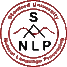 Stanford University
S
NLP
Natural Language Processing